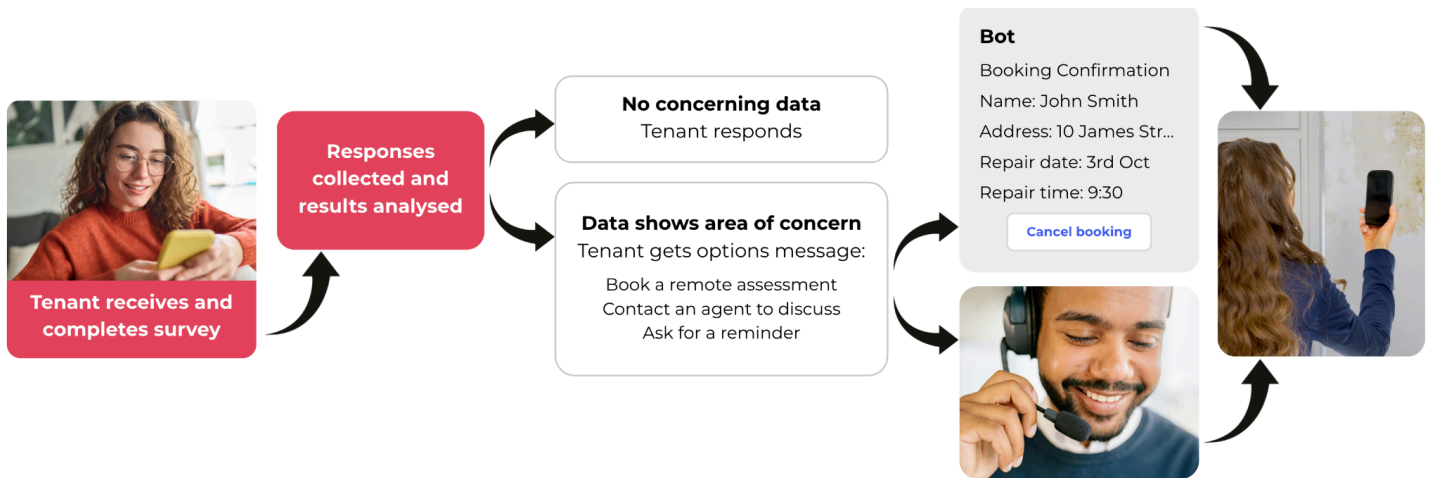 Tenant receives and
completes survey
Responses
collected and
results analysed
No concerning data
Tenant responds
Data shows area of concern
Tenant gets options message:
Book a remote assessment
Contact an agent to discuss
Ask for a reminder
Bot
Booking Confirmation
Name: John Smith
Address: 10 James Str...
Repair date: 3rd Oct
Repair time: 9:30
Cancel booking